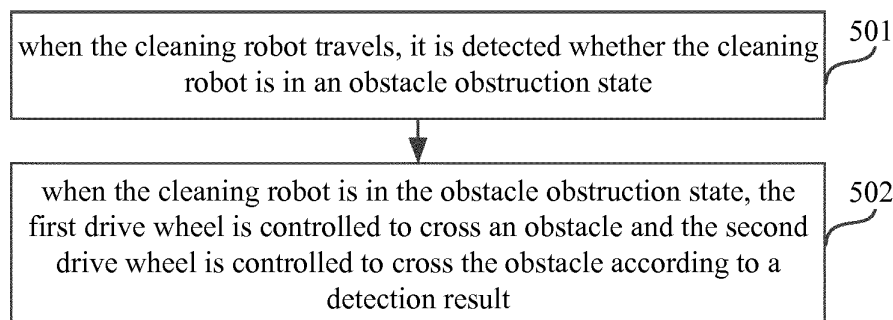 when the cleaning robot travels, it is detected whether the cleaning
robot is in an obstacle obstruction state
501
when the cleaning robot is in the obstacle obstruction state, the
first drive wheel is controlled to cross an obstacle and the second
drive wheel is controlled to cross the obstacle according to a
detection result
502